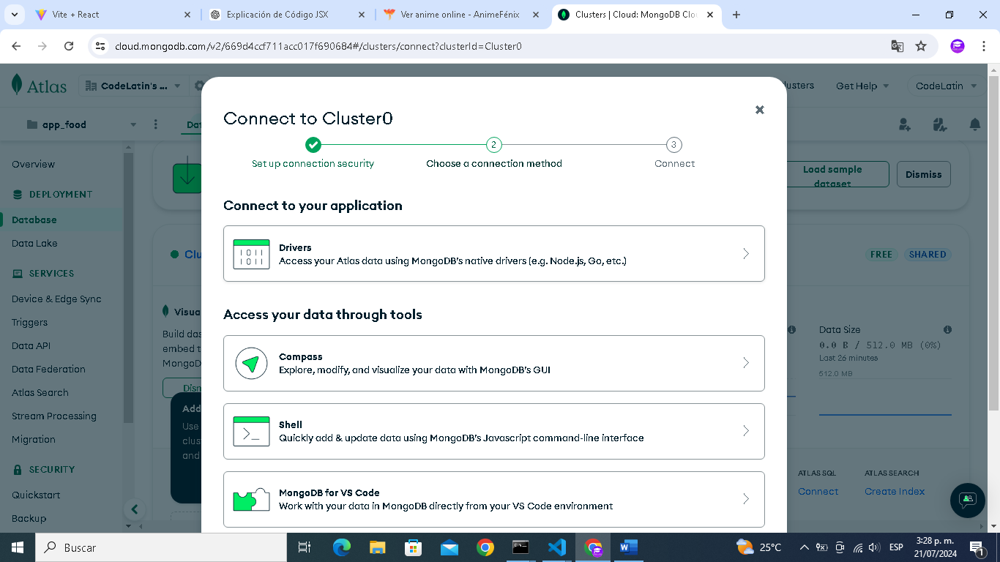 Vite + React
Explicación de Código JSX
Ver anime online - AnimeFénix
Clusters | Cloud: MongoDB Clou
cloud.mongodb.com/v2/669d4ccf711acc017f690684#/clusters/connect?clusterId=Cluster0
Atlas
CodeLatin's ...
lusters
Get Help
CodeLatin
app_food
Dat
Overview
DEPLOYMENT
Database
Data Lake
SERVICES
Device & Edge Sync
Triggers
Data API
Data Federation
Atlas Search
Stream Processing
Migration
SECURITY
Quickstart
Backup
Load sample
dataset
Dismiss
Clu
FREE
SHARED
Visua
Build das
embed t
MongoD
Disn
Add
Use
clust
and
Data Size
0.0 B / 512.0 MB (0%)
Last 26 minutes
512.0 MB
ATLAS SQL
Connect
ATLAS SEARCH
Create Index
Connect to Cluster0
Set up connection security
2
Choose a connection method
3
Connect
Connect to your application
Drivers
Access your Atlas data using MongoDB's native drivers (e.g. Node.js, Go, etc.)
Access your data through tools
Compass
Explore, modify, and visualize your data with MongoDB's GUI
Shell
Quickly add & update data using MongoDB's Javascript command-line interface
MongoDB for VS Code
Work with your data in MongoDB directly from your VS Code environment
Buscar
25°C
ESP
3:28 p. m.
21/07/2024
1